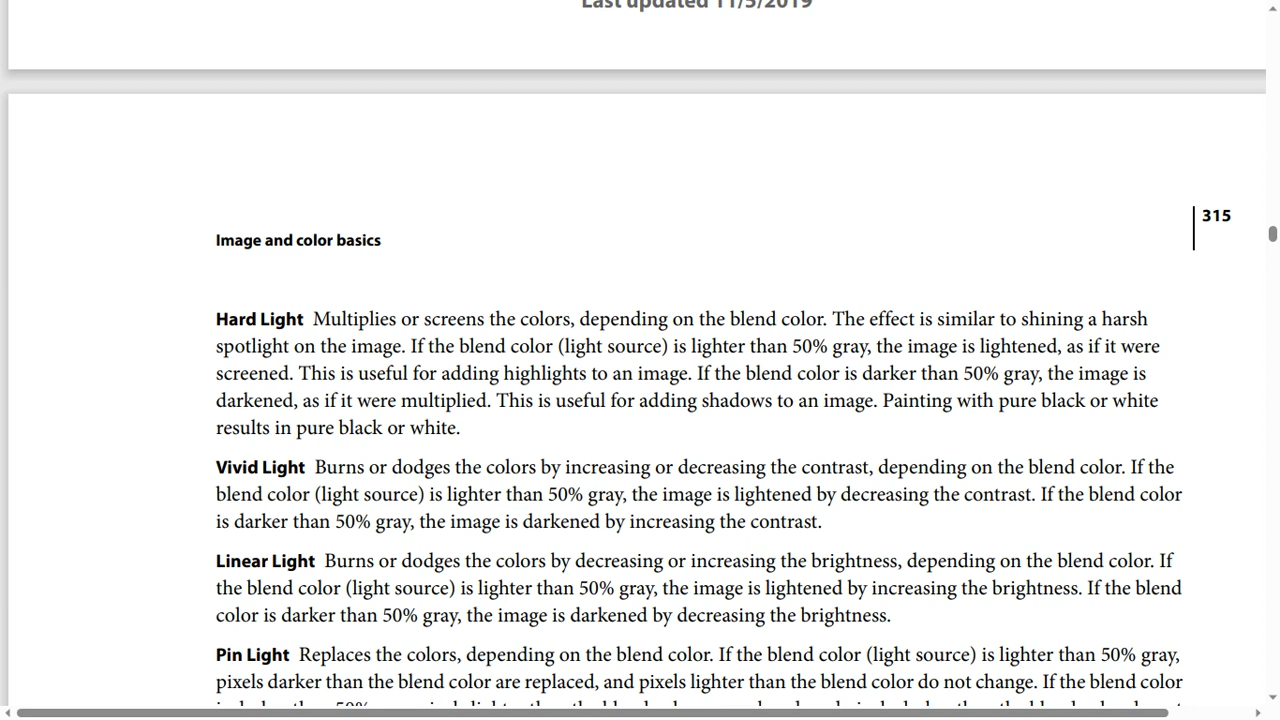 Last updated 11/5/2019
315
Image and color basics
Hard Light Multiplies or screens the colors, depending on the blend color. The effect is similar to shining a harsh
spotlight on the image. If the blend color (light source) is lighter than 50% gray, the image is lightened, as if it were
screened. This is useful for adding highlights to an image. If the blend color is darker than 50% gray, the image is
darkened, as if it were multiplied. This is useful for adding shadows to an image. Painting with pure black or white
results in pure black or white.
Vivid Light Burns or dodges the colors by increasing or decreasing the contrast, depending on the blend color. If the
blend color (light source) is lighter than 50% gray, the image is lightened by decreasing the contrast. If the blend color
is darker than 50% gray, the image is darkened by increasing the contrast.
Linear Light Burns or dodges the colors by decreasing or increasing the brightness, depending on the blend color. If
the blend color (light source) is lighter than 50% gray, the image is lightened by increasing the brightness. If the blend
color is darker than 50% gray, the image is darkened by decreasing the brightness.
Pin Light Replaces the colors, depending on the blend color. If the blend color (light source) is lighter than 50% gray,
pixels darker than the blend color are replaced, and pixels lighter than the blend color do not change. If the blend color